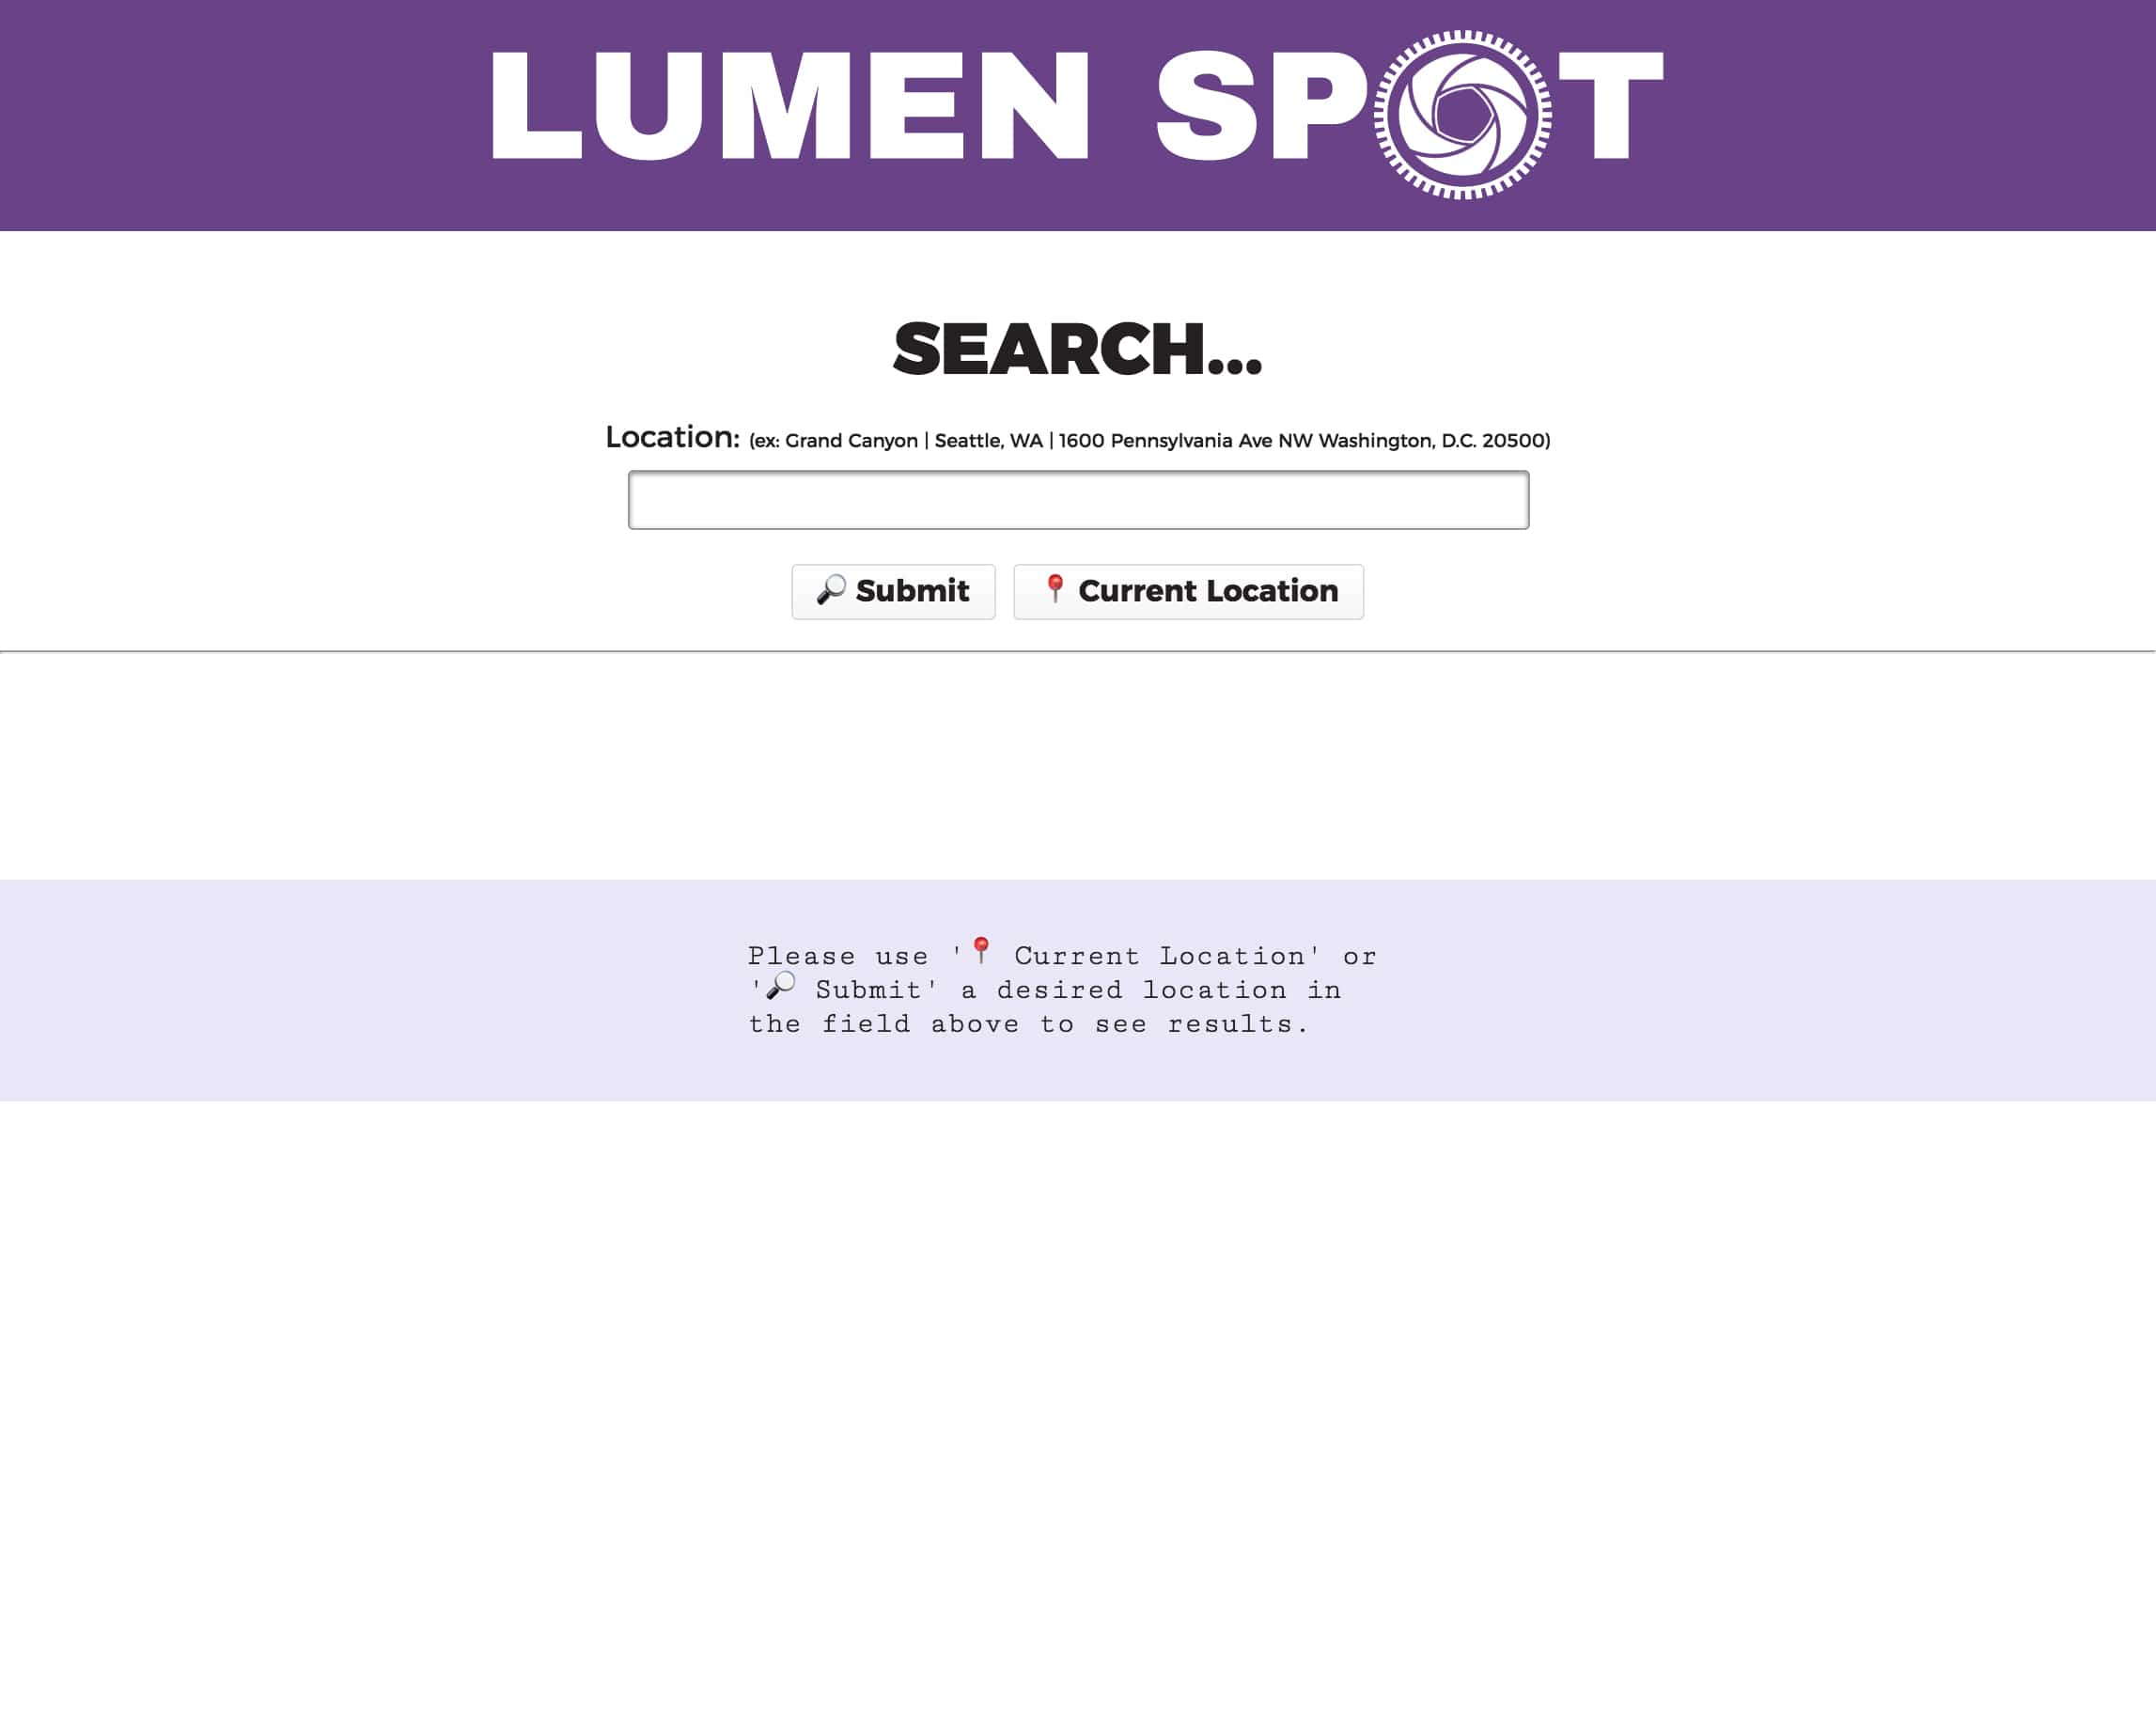 LUMEN SPOT
SEARCH...
Location: (ex: Grand Canyon | Seattle, WA | 1600 Pennsylvania Ave NW Washington, D.C. 20500)
🔎 Submit 📍 Current Location
Please use '📍 Current Location' or
'🔎 Submit' a desired location in
the field above to see results.